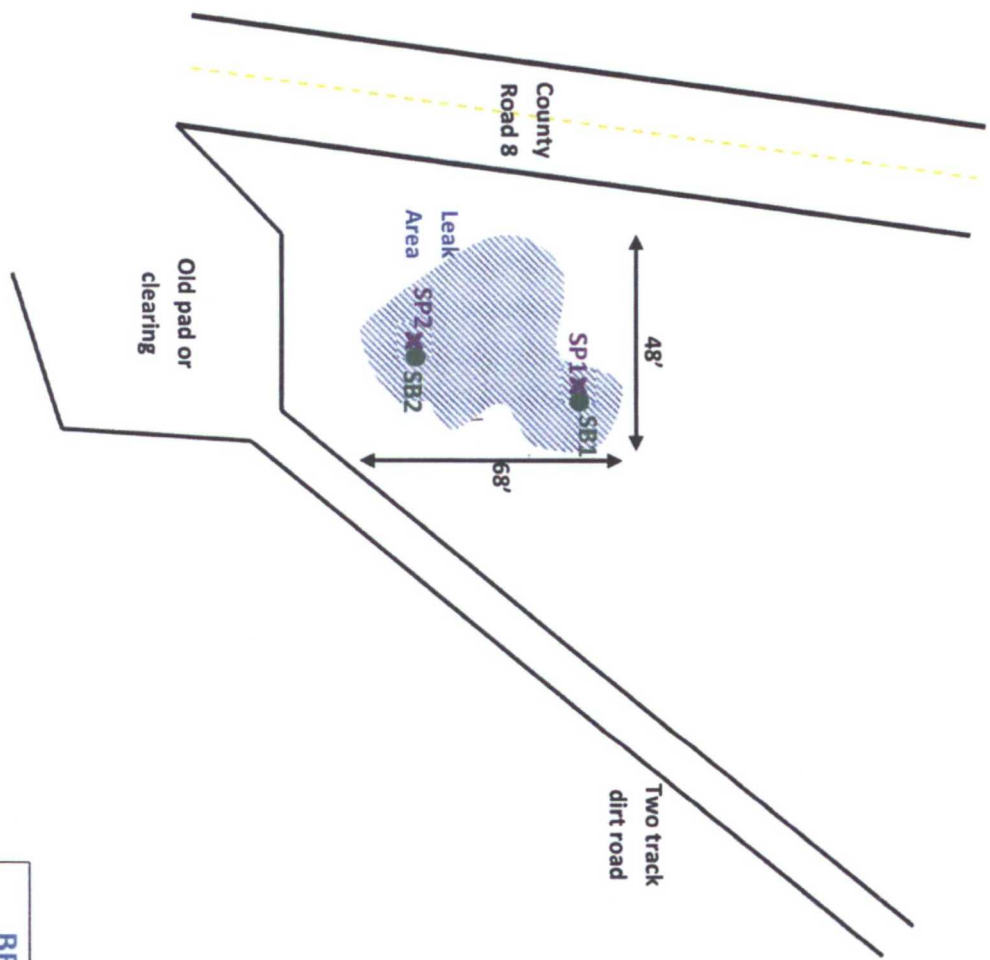 County
Road 8
48'
Leak
Area
SP1
SB1
SP2
SB2
68'
Old pad or
clearing
Two track
dirt road